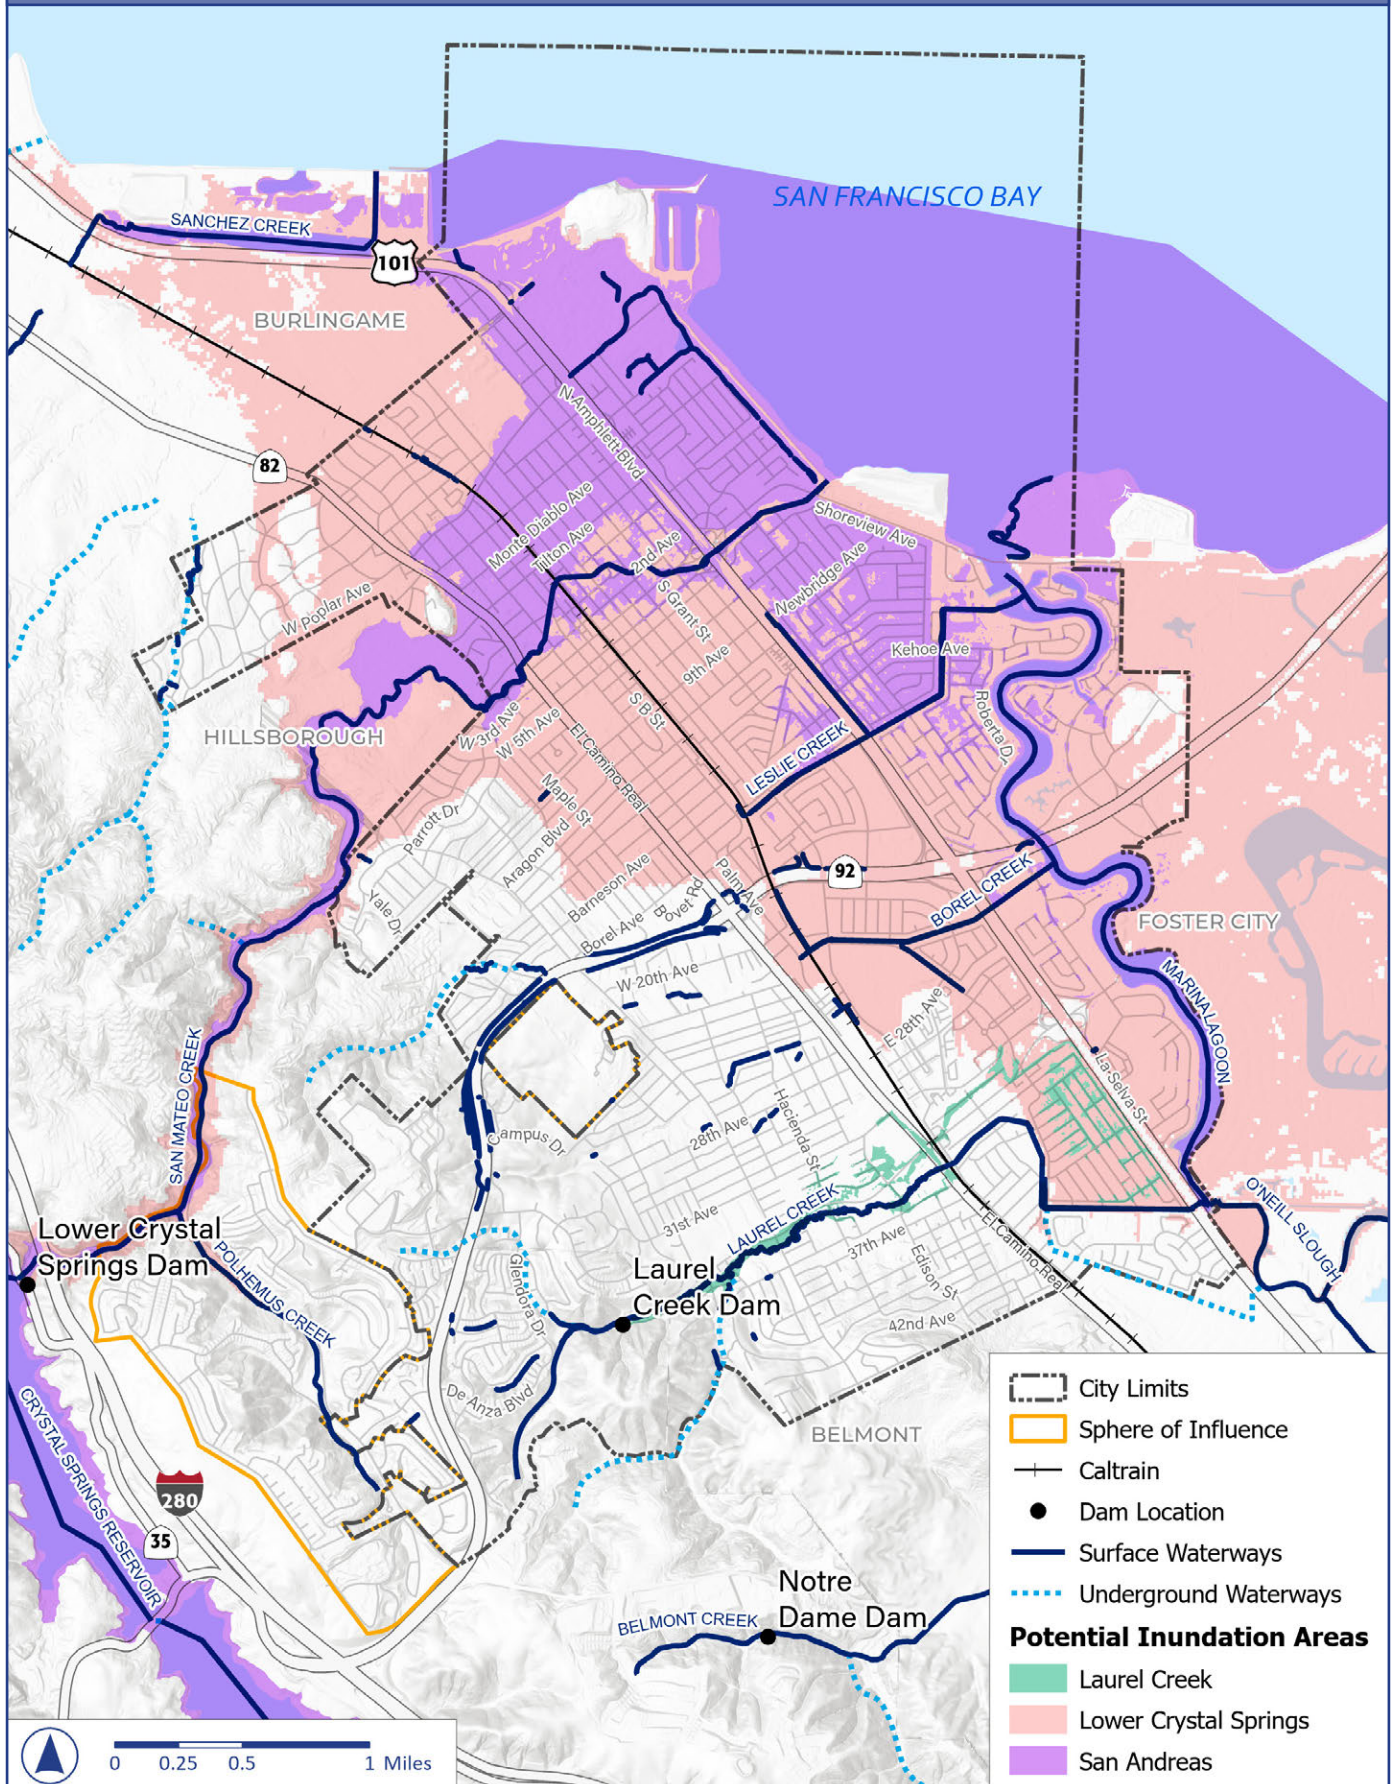 SAN FRANCISCO BAY
SANCHEZ CREEK
101
BURLINGAME
N Amphlett Blvd
82
Monte Diablo Ave
Tilton Ave
2nd Ave
Shoreview Ave
Newbridge Ave
W Poplar Ave
S Grant St
9th Ave
Kehoe Ave
S B St
Roberta Dr
HILLSBOROUGH
W 3rd Ave
W 5th Ave
El Camino Real
LESLIE CREEK
Maple St
Parrott Dr
Aragon Blvd
Barneson Ave
Palm Ave
92
Yale Dr
Bovet Rd
Borel Ave
BOREL CREEK
FOSTER CITY
W 20th Ave
MARINA LAGOON
E 28th Ave
SAN MATEO CREEK
La Selva St
Hacienda St
Campus Dr
28th Ave
31st Ave
LAUREL CREEK
37th Ave
Edison St
El Camino Real
O'NEILL SLOUGH
Lower Crystal
Springs Dam
POLHEMUS CREEK
Glendora Dr
Laurel
Creek Dam
42nd Ave
De Anza Blvd
CRYSTAL SPRINGS RESERVOIR
BELMONT
280
35
Notre
Dame Dam
BELMONT CREEK
City Limits
Sphere of Influence
Caltrain
Dam Location
Surface Waterways
Underground Waterways
Potential Inundation Areas
Laurel Creek
Lower Crystal Springs
San Andreas
0 0.25 0.5 1 Miles